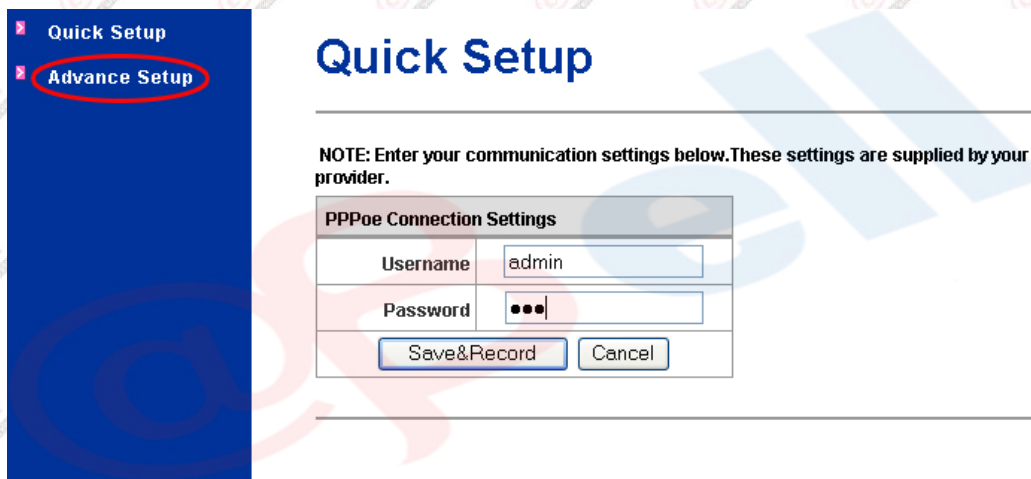 Quick Setup
Advance Setup
Quick Setup
NOTE: Enter your communication settings below.These settings are supplied by your
provider.
PPPoe Connection Settings
Username admin
Password •••
Save&Record Cancel
@Pell